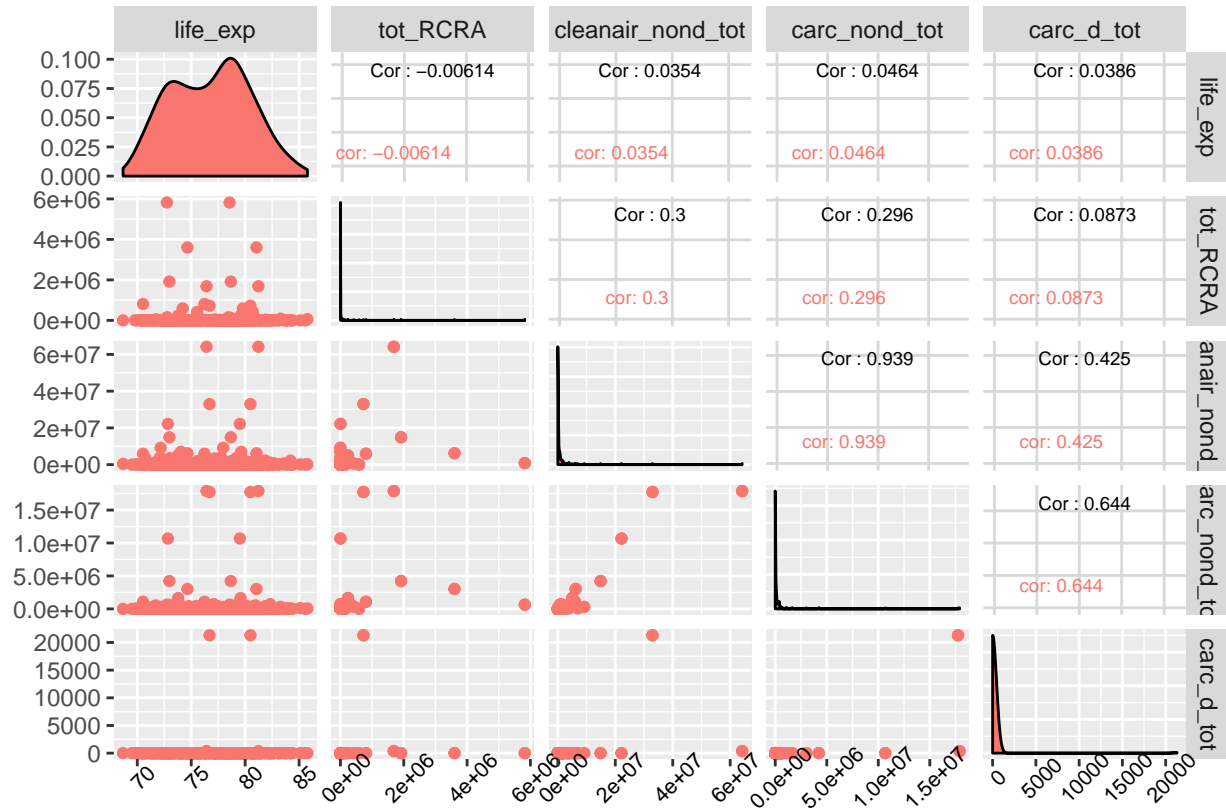 life_exp tot_RCRA cleanair_nond_tot carc_nond_tot carc_d_tot
0.100
0.075
0.050
0.025
0.000
Cor : −0.00614
cor: −0.00614
Cor : 0.0354
cor: 0.0354
Cor : 0.0464
cor: 0.0464
Cor : 0.0386
cor: 0.0386
life_exp
6e+06
4e+06
2e+06
0e+00
Cor : 0.3
cor: 0.3
Cor : 0.296
cor: 0.296
Cor : 0.0873
cor: 0.0873
tot_RCRA
6e+07
4e+07
2e+07
0e+00
Cor : 0.939
cor: 0.939
Cor : 0.425
cor: 0.425
anair_nond_
1.5e+07
1.0e+07
5.0e+06
0.0e+00
Cor : 0.644
cor: 0.644
arc_nond_to
20000
15000
10000
5000
0
carc_d_tot
70 75 80 85
0e+00 2e+06 4e+06 6e+06
0e+00 2e+07 4e+07 6e+07
0.0e+00 5.0e+06 1.0e+07 1.5e+07
0 5000 10000 15000 20000